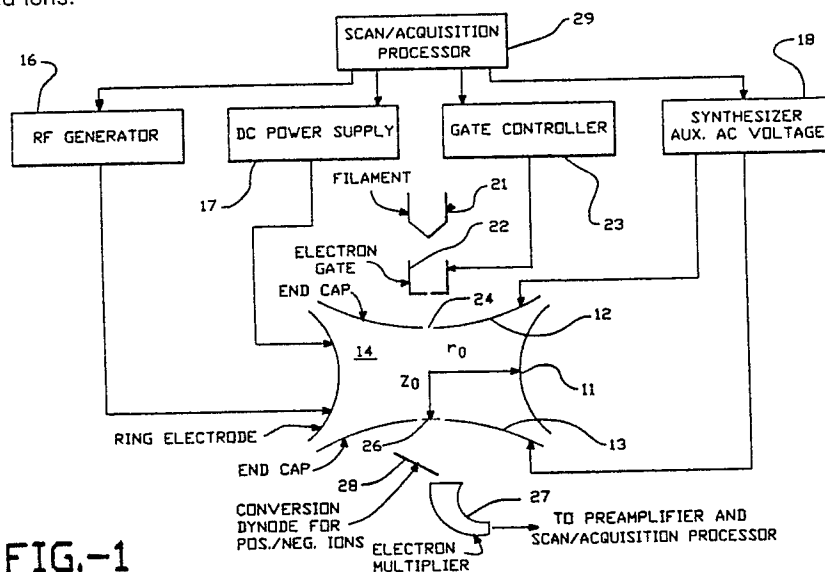 d ions.
SCAN/ACQUISITION
PROCESSOR
29
16
18
RF GENERATOR
DC POWER SUPPLY
GATE CONTROLLER
SYNTHESIZER
AUX. AC VOLTAGE
17
FILAMENT
21
23
22
ELECTRON
GATE
END CAP
24
12
14
r0
Z0
11
RING ELECTRODE
26
13
END CAP
28
CONVERSION
DYNODE FOR
POS./NEG. IONS
27
TO PREAMPLIFIER AND
SCAN/ACQUISITION PROCESSOR
ELECTRON
MULTIPLIER
FIG.-1